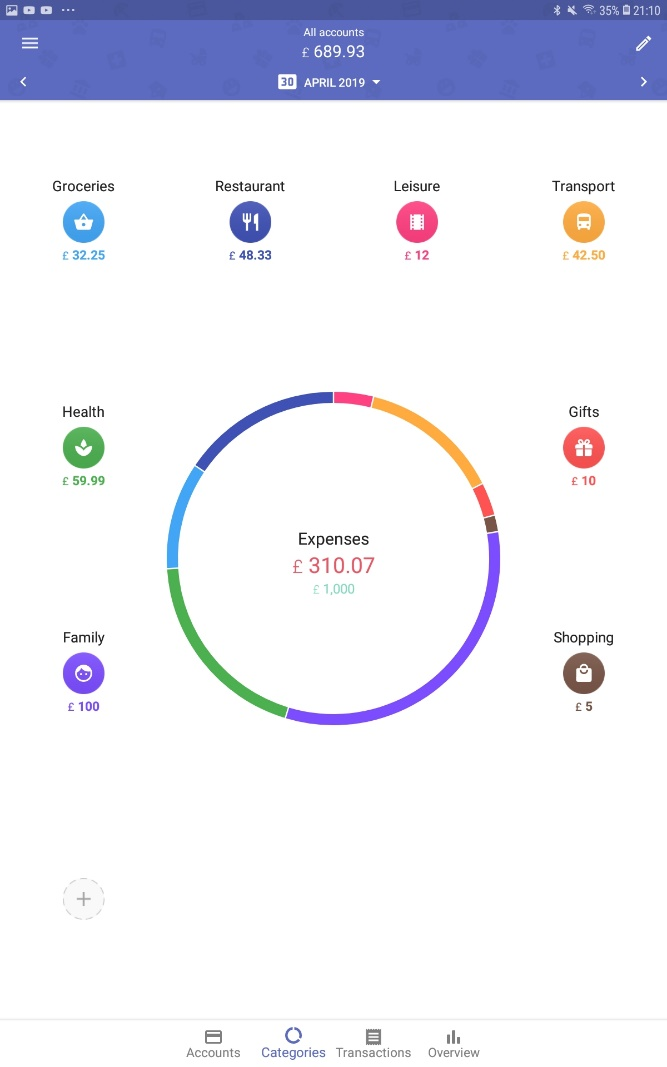 35% 21:10
All accounts
£ 689.93
30 APRIL 2019
Groceries Restaurant Leisure Transport
£ 32.25 £ 48.33 £ 12 £ 42.50
Health Gifts
£ 59.99 £ 10
Expenses
£ 310.07
£ 1,000
Family Shopping
£ 100 £ 5
Accounts Categories Transactions Overview